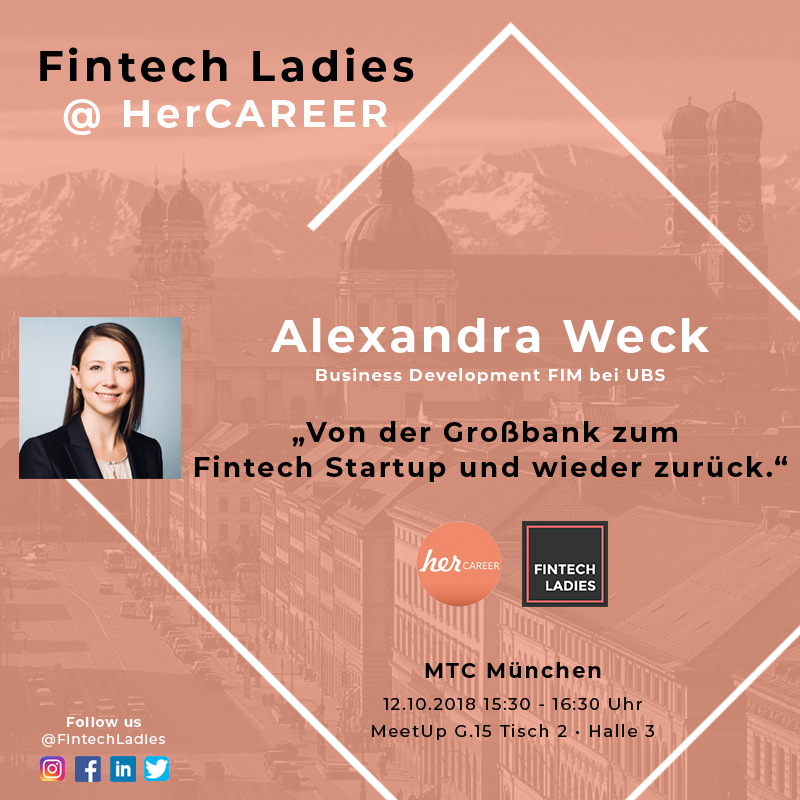 Fintech Ladies
@ HerCAREER
Alexandra Weck
Business Development FIM bei UBS
„Von der Großbank zum
Fintech Startup und wieder zurück.“
her CAREER
FINTECH
LADIES
MTC München
12.10.2018 15:30 - 16:30 Uhr
MeetUp G.15 Tisch 2 • Halle 3
Follow us
@FintechLadies